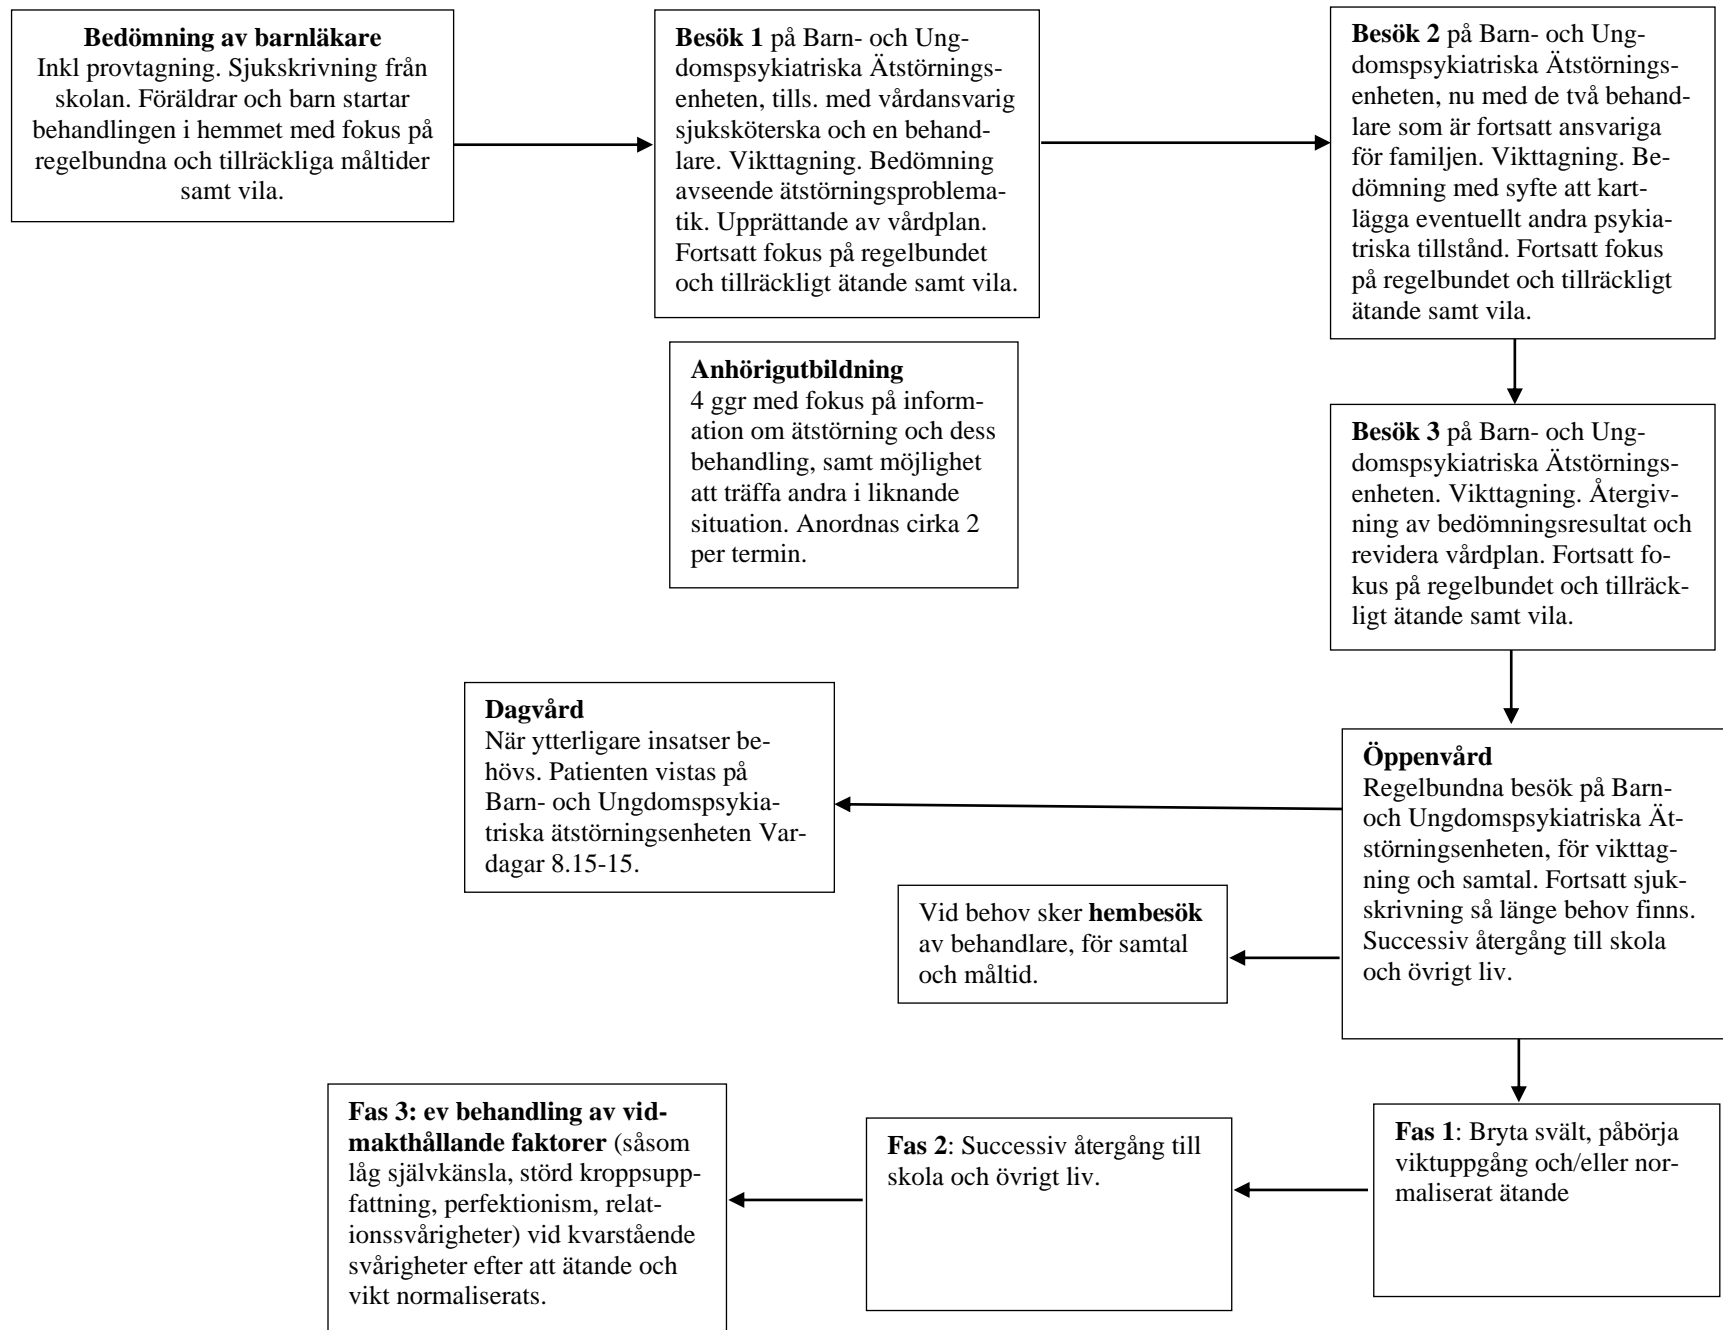 Bedömning av barnläkare
Inkl provtagning. Sjukskrivning från
skolan. Föräldrar och barn startar
behandlingen i hemmet med fokus på
regelbundna och tillräckliga måltider
samt vila.
Besök 1 på Barn- och Ung-
domspsykiatriska Ätstörnings-
enheten, tills. med vårdansvarig
sjuksköterska och en behand-
lare. Vikttagning. Bedömning
avseende ätstörningsproblema-
tik. Upprättande av vårdplan.
Fortsatt fokus på regelbundet
och tillräckligt ätande samt vila.
Besök 2 på Barn- och Ung-
domspsykiatriska Ätstörnings-
enheten, nu med de två behand-
lare som är fortsatt ansvariga
för familjen. Vikttagning. Be-
dömning med syfte att kart-
lägga eventuellt andra psykia-
triska tillstånd. Fortsatt fokus
på regelbundet och tillräckligt
ätande samt vila.
Anhörigutbildning
4 ggr med fokus på inform-
ation om ätstörning och dess
behandling, samt möjlighet
att träffa andra i liknande
situation. Anordnas cirka 2
per termin.
Besök 3 på Barn- och Ung-
domspsykiatriska Ätstörnings-
enheten. Vikttagning. Återgiv-
ning av bedömningsresultat och
revidera vårdplan. Fortsatt fo-
kus på regelbundet och tillräck-
ligt ätande samt vila.
Dagvård
När ytterligare insatser be-
hövs. Patienten vistas på
Barn- och Ungdomspsykia-
triska ätstörningsenheten Var-
dagar 8.15-15.
Öppenvård
Regelbundna besök på Barn-
och Ungdomspsykiatriska Ät-
störningsenheten, för vikttag-
ning och samtal. Fortsatt sjuk-
skrivning så länge behov finns.
Successiv återgång till skola
och övrigt liv.
Vid behov sker hembesök
av behandlare, för samtal
och måltid.
Fas 1: Bryta svält, påbörja
viktuppgång och/eller nor-
maliserat ätande
Fas 2: Successiv återgång till
skola och övrigt liv.
Fas 3: ev behandling av vid-
makthållande faktorer (såsom
låg självkänsla, störd kroppsupp-
fattning, perfektionism, relat-
ionssvårigheter) vid kvarstående
svårigheter efter att ätande och
vikt normaliserats.